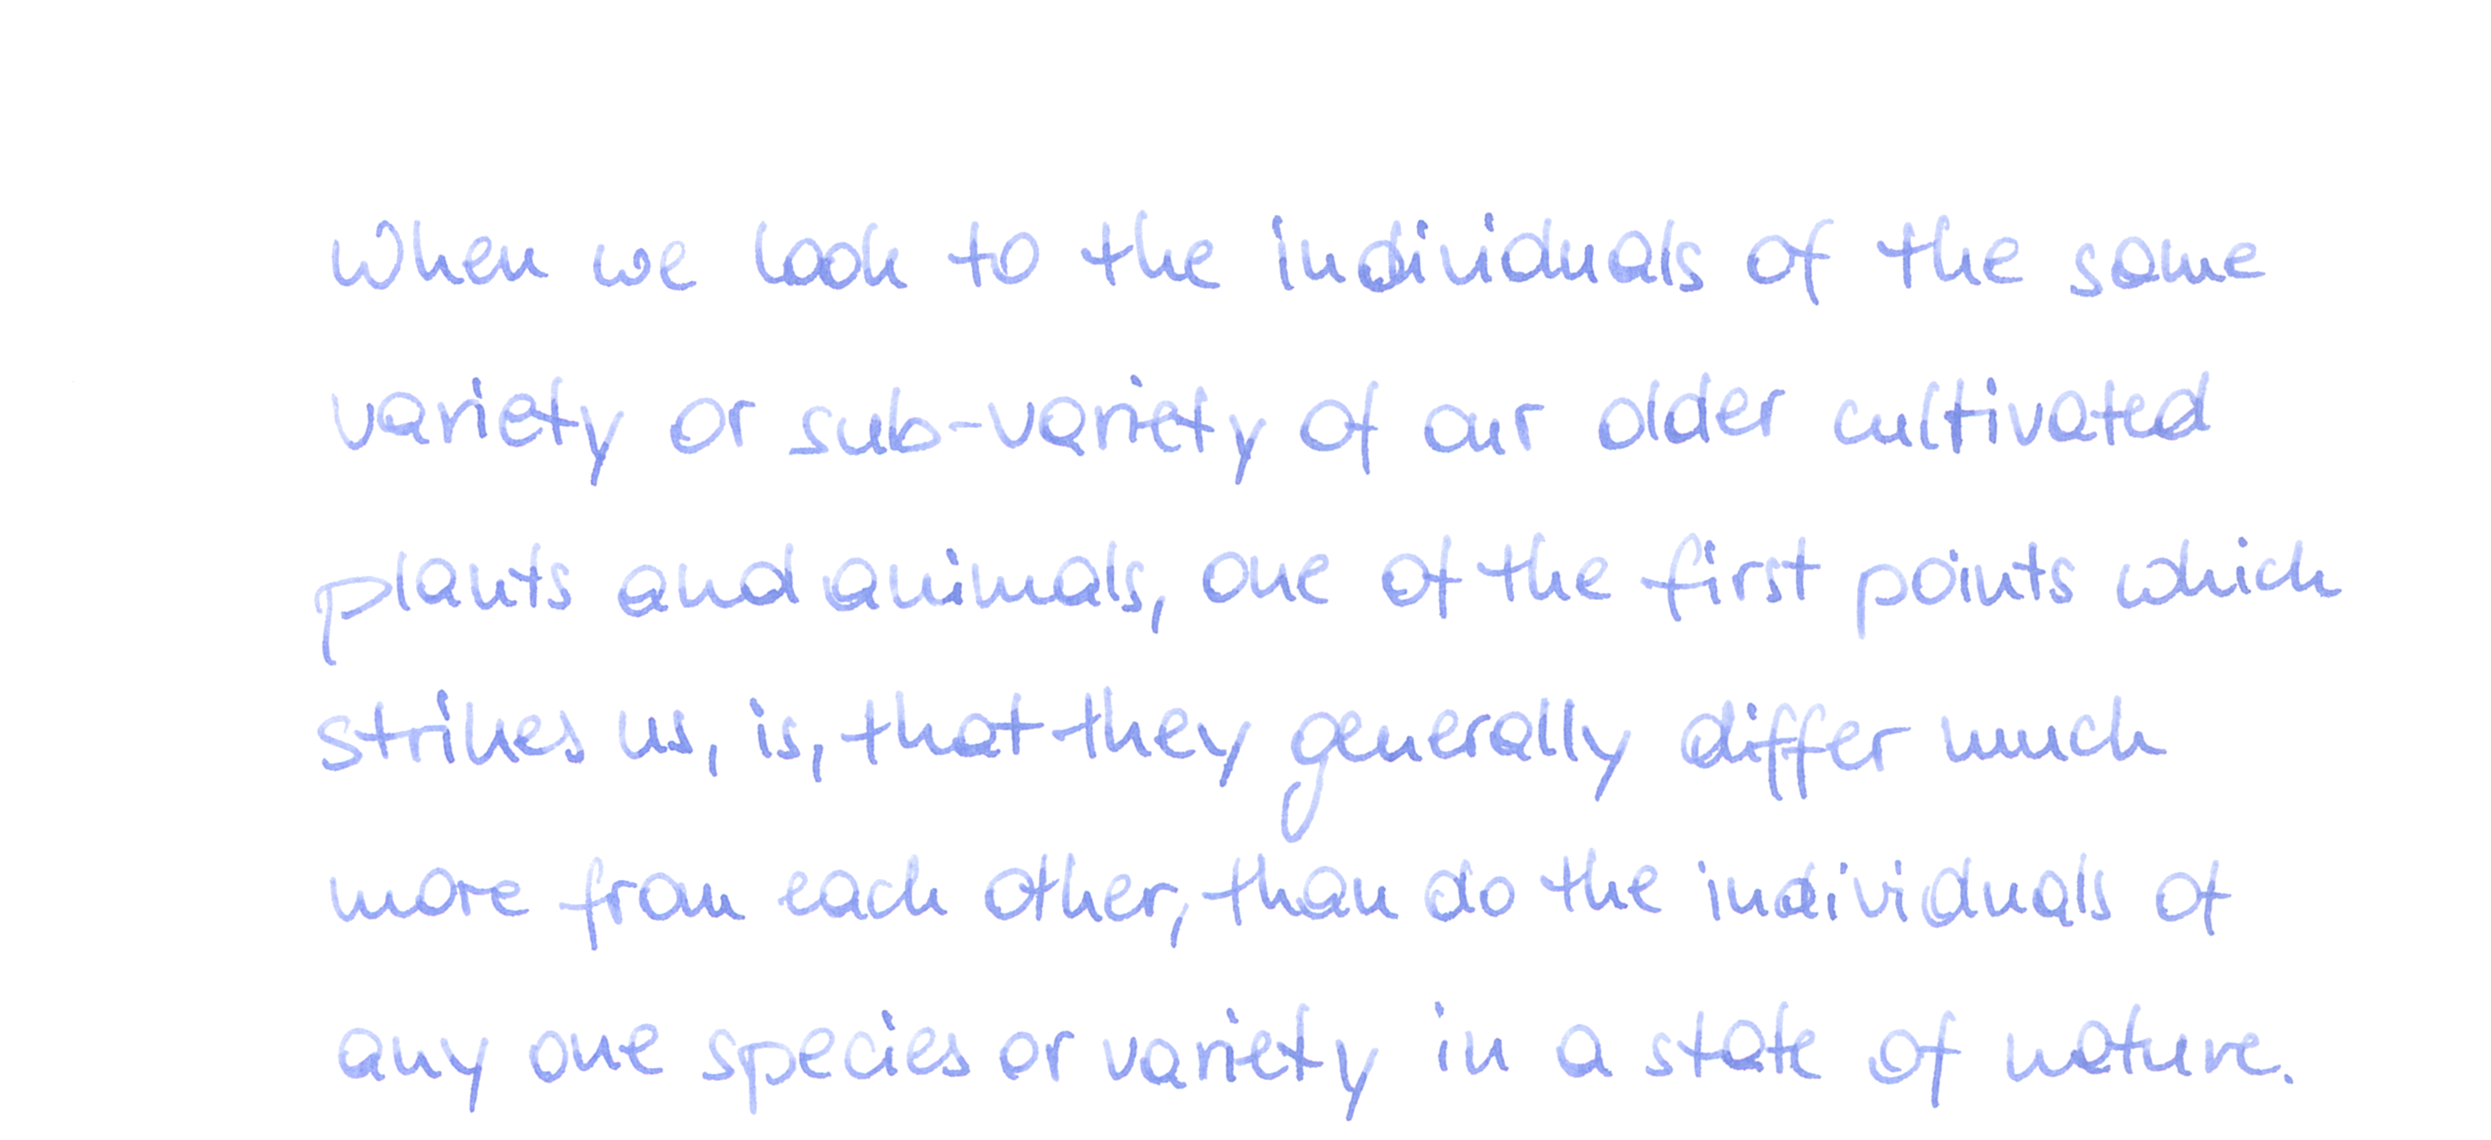 When we look to the individuals of the same
variety or sub-variety of our older cultivated
plants and animals, one of the first points which
strikes us, is, that they generally differ much
more from each other, than do the individuals of
any one species or variety in a state of nature.